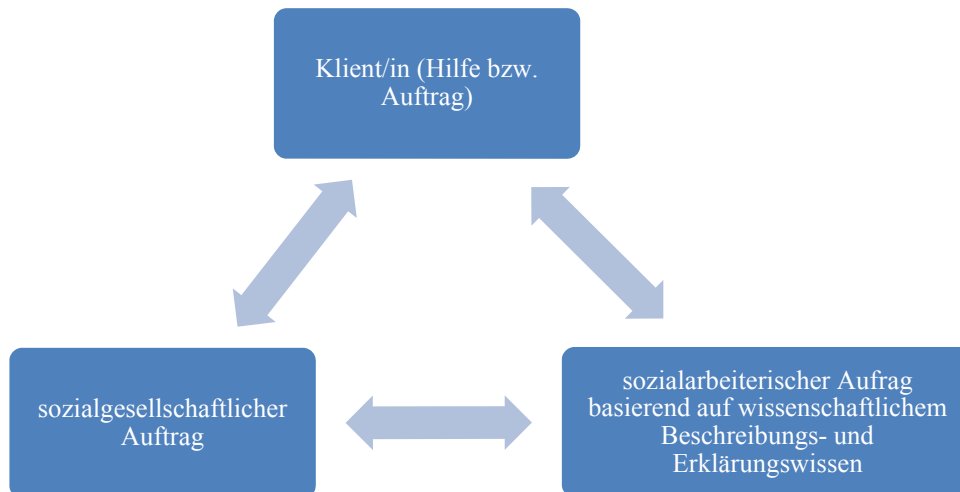 Klient/in (Hilfe bzw.
Auftrag)
sozialgesellschaftlicher
Auftrag
sozialarbeiterischer Aufrag
basierend auf wissenschaftlichem
Beschreibungs- und
Erklärungswissen